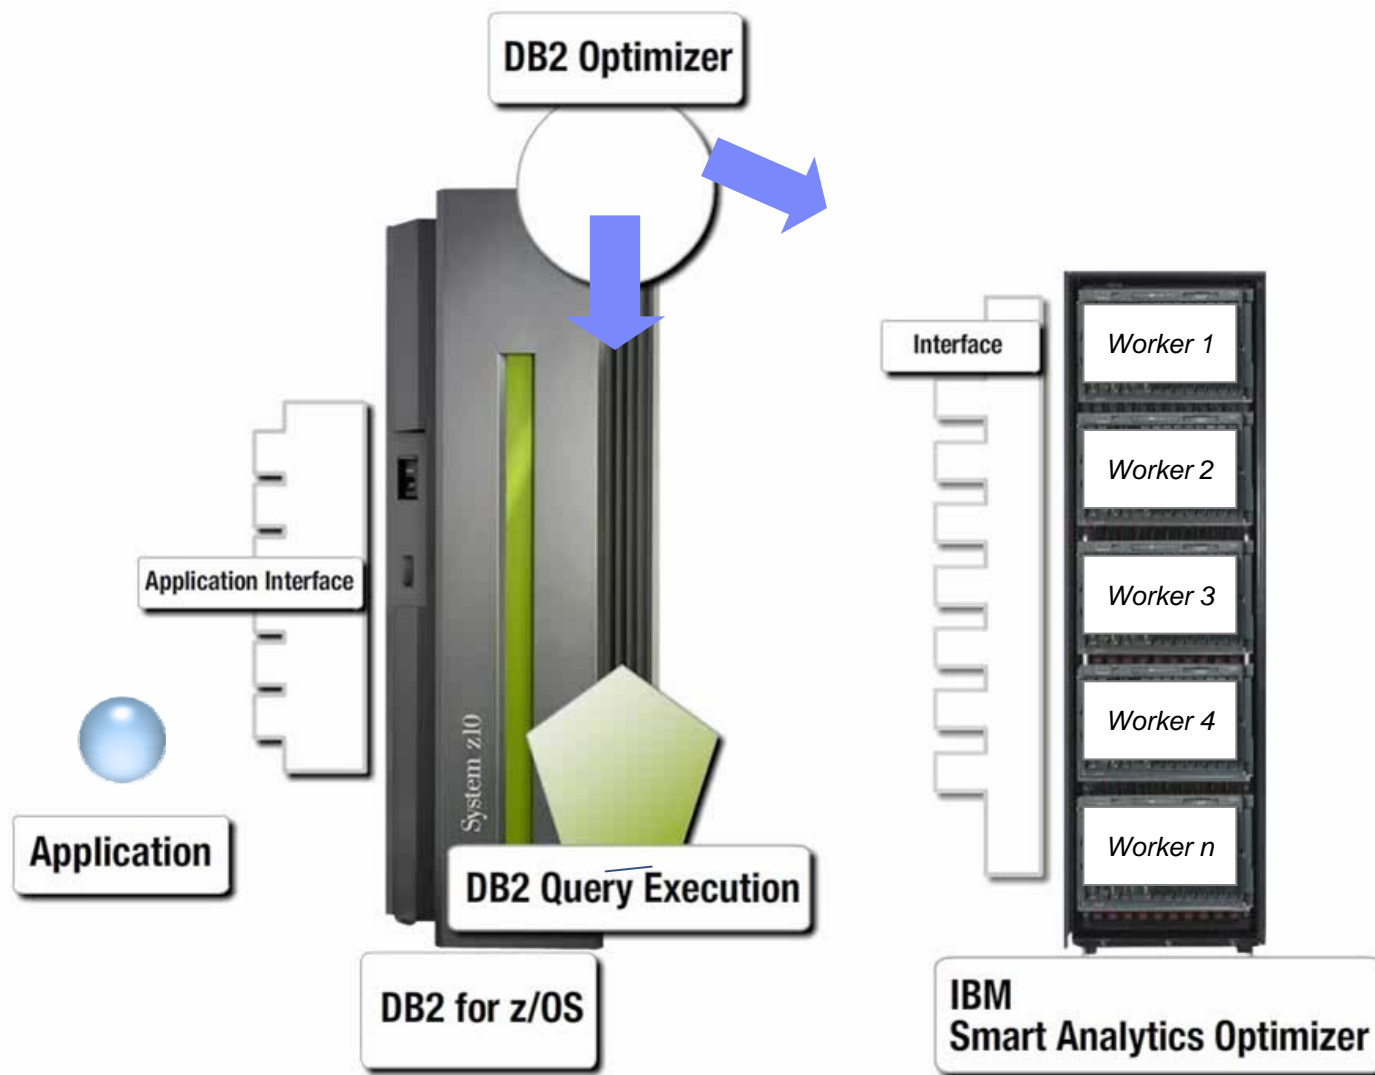 DB2 Optimizer
Interface
Worker 1
Worker 2
Worker 3
Worker 4
Worker n
Application Interface
System z10
Application
DB2 Query Execution
DB2 for z/OS
IBM
Smart Analytics Optimizer